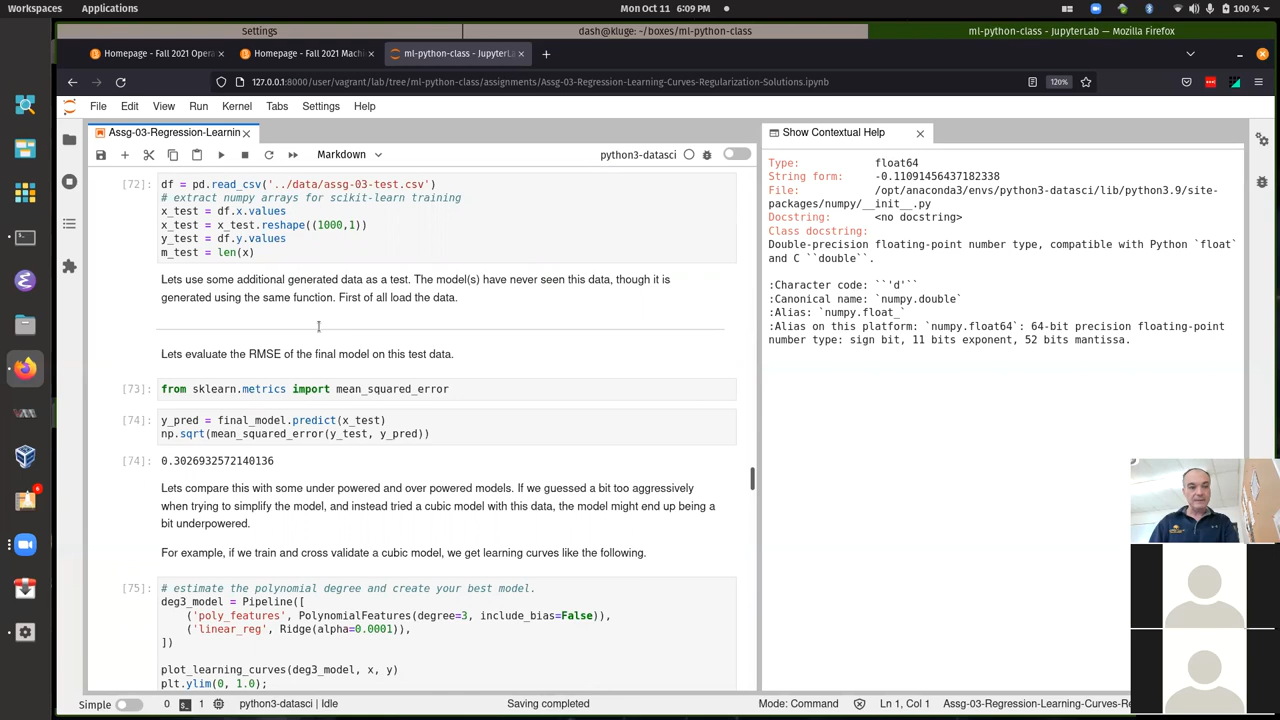 Workspaces Applications Mon Oct 11 6:09 PM 100 %
Settings dash@kluge: ~/boxes/ml-python-class ml-python-class - JupyterLab — Mozilla Firefox
Homepage - Fall 2021 Opera Homepage - Fall 2021 Machi ml-python-class - JupyterLa
127.0.0.1:8000/user/vagrant/lab/tree/ml-python-class/assignments/Assg-03-Regression-Learning-Curves-Regularization-Solutions.ipynb 120%
File Edit View Run Kernel Tabs Settings Help
Assg-03-Regression-Learnin
Markdown python3-datasci
[72]: df = pd.read_csv('../data/assg-03-test.csv')
# extract numpy arrays for scikit-learn training
x_test = df.x.values
x_test = x_test.reshape((1000,1))
y_test = df.y.values
m_test = len(x)
Lets use some additional generated data as a test. The model(s) have never seen this data, though it is
generated using the same function. First of all load the data.
Lets evaluate the RMSE of the final model on this test data.
[73]: from sklearn.metrics import mean_squared_error
[74]: y_pred = final_model.predict(x_test)
np.sqrt(mean_squared_error(y_test, y_pred))
[74]: 0.3026932572140136
Lets compare this with some under powered and over powered models. If we guessed a bit too aggressively
when trying to simplify the model, and instead tried a cubic model with this data, the model might end up being a
bit underpowered.
For example, if we train and cross validate a cubic model, we get learning curves like the following.
[75]: # estimate the polynomial degree and create your best model.
deg3_model = Pipeline([
('poly_features', PolynomialFeatures(degree=3, include_bias=False)),
('linear_reg', Ridge(alpha=0.0001)),
])
plot_learning_curves(deg3_model, x, y)
plt.ylim(0, 1.0);
Show Contextual Help
Type: float64
String form: -0.11091456437182338
File: /opt/anaconda3/envs/python3-datasci/lib/python3.9/site-
packages/numpy/__init__.py
Docstring: <no docstring>
Class docstring:
Double-precision floating-point number type, compatible with Python `float`
and C ``double``.
:Character code: ``'d'``
:Canonical name: `numpy.double`
:Alias: `numpy.float_`
:Alias on this platform: `numpy.float64`: 64-bit precision floating-point
number type: sign bit, 11 bits exponent, 52 bits mantissa.
Simple 0 1 python3-datasci | Idle Saving completed Mode: Command Ln 1, Col 1 Assg-03-Regression-Learning-Curves-Re